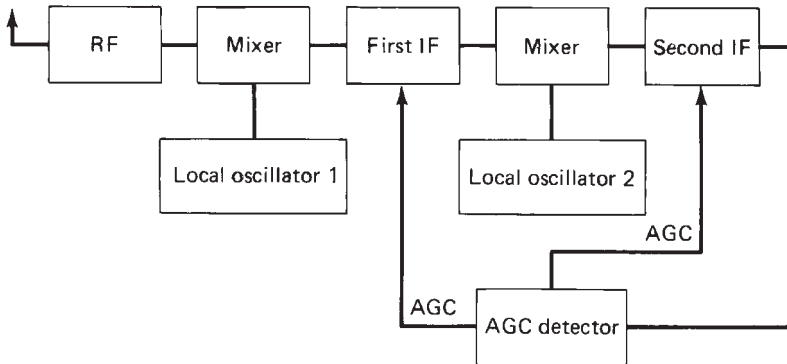 RF
Mixer
First IF
Mixer
Second IF
Local oscillator 1
Local oscillator 2
AGC
AGC
AGC detector